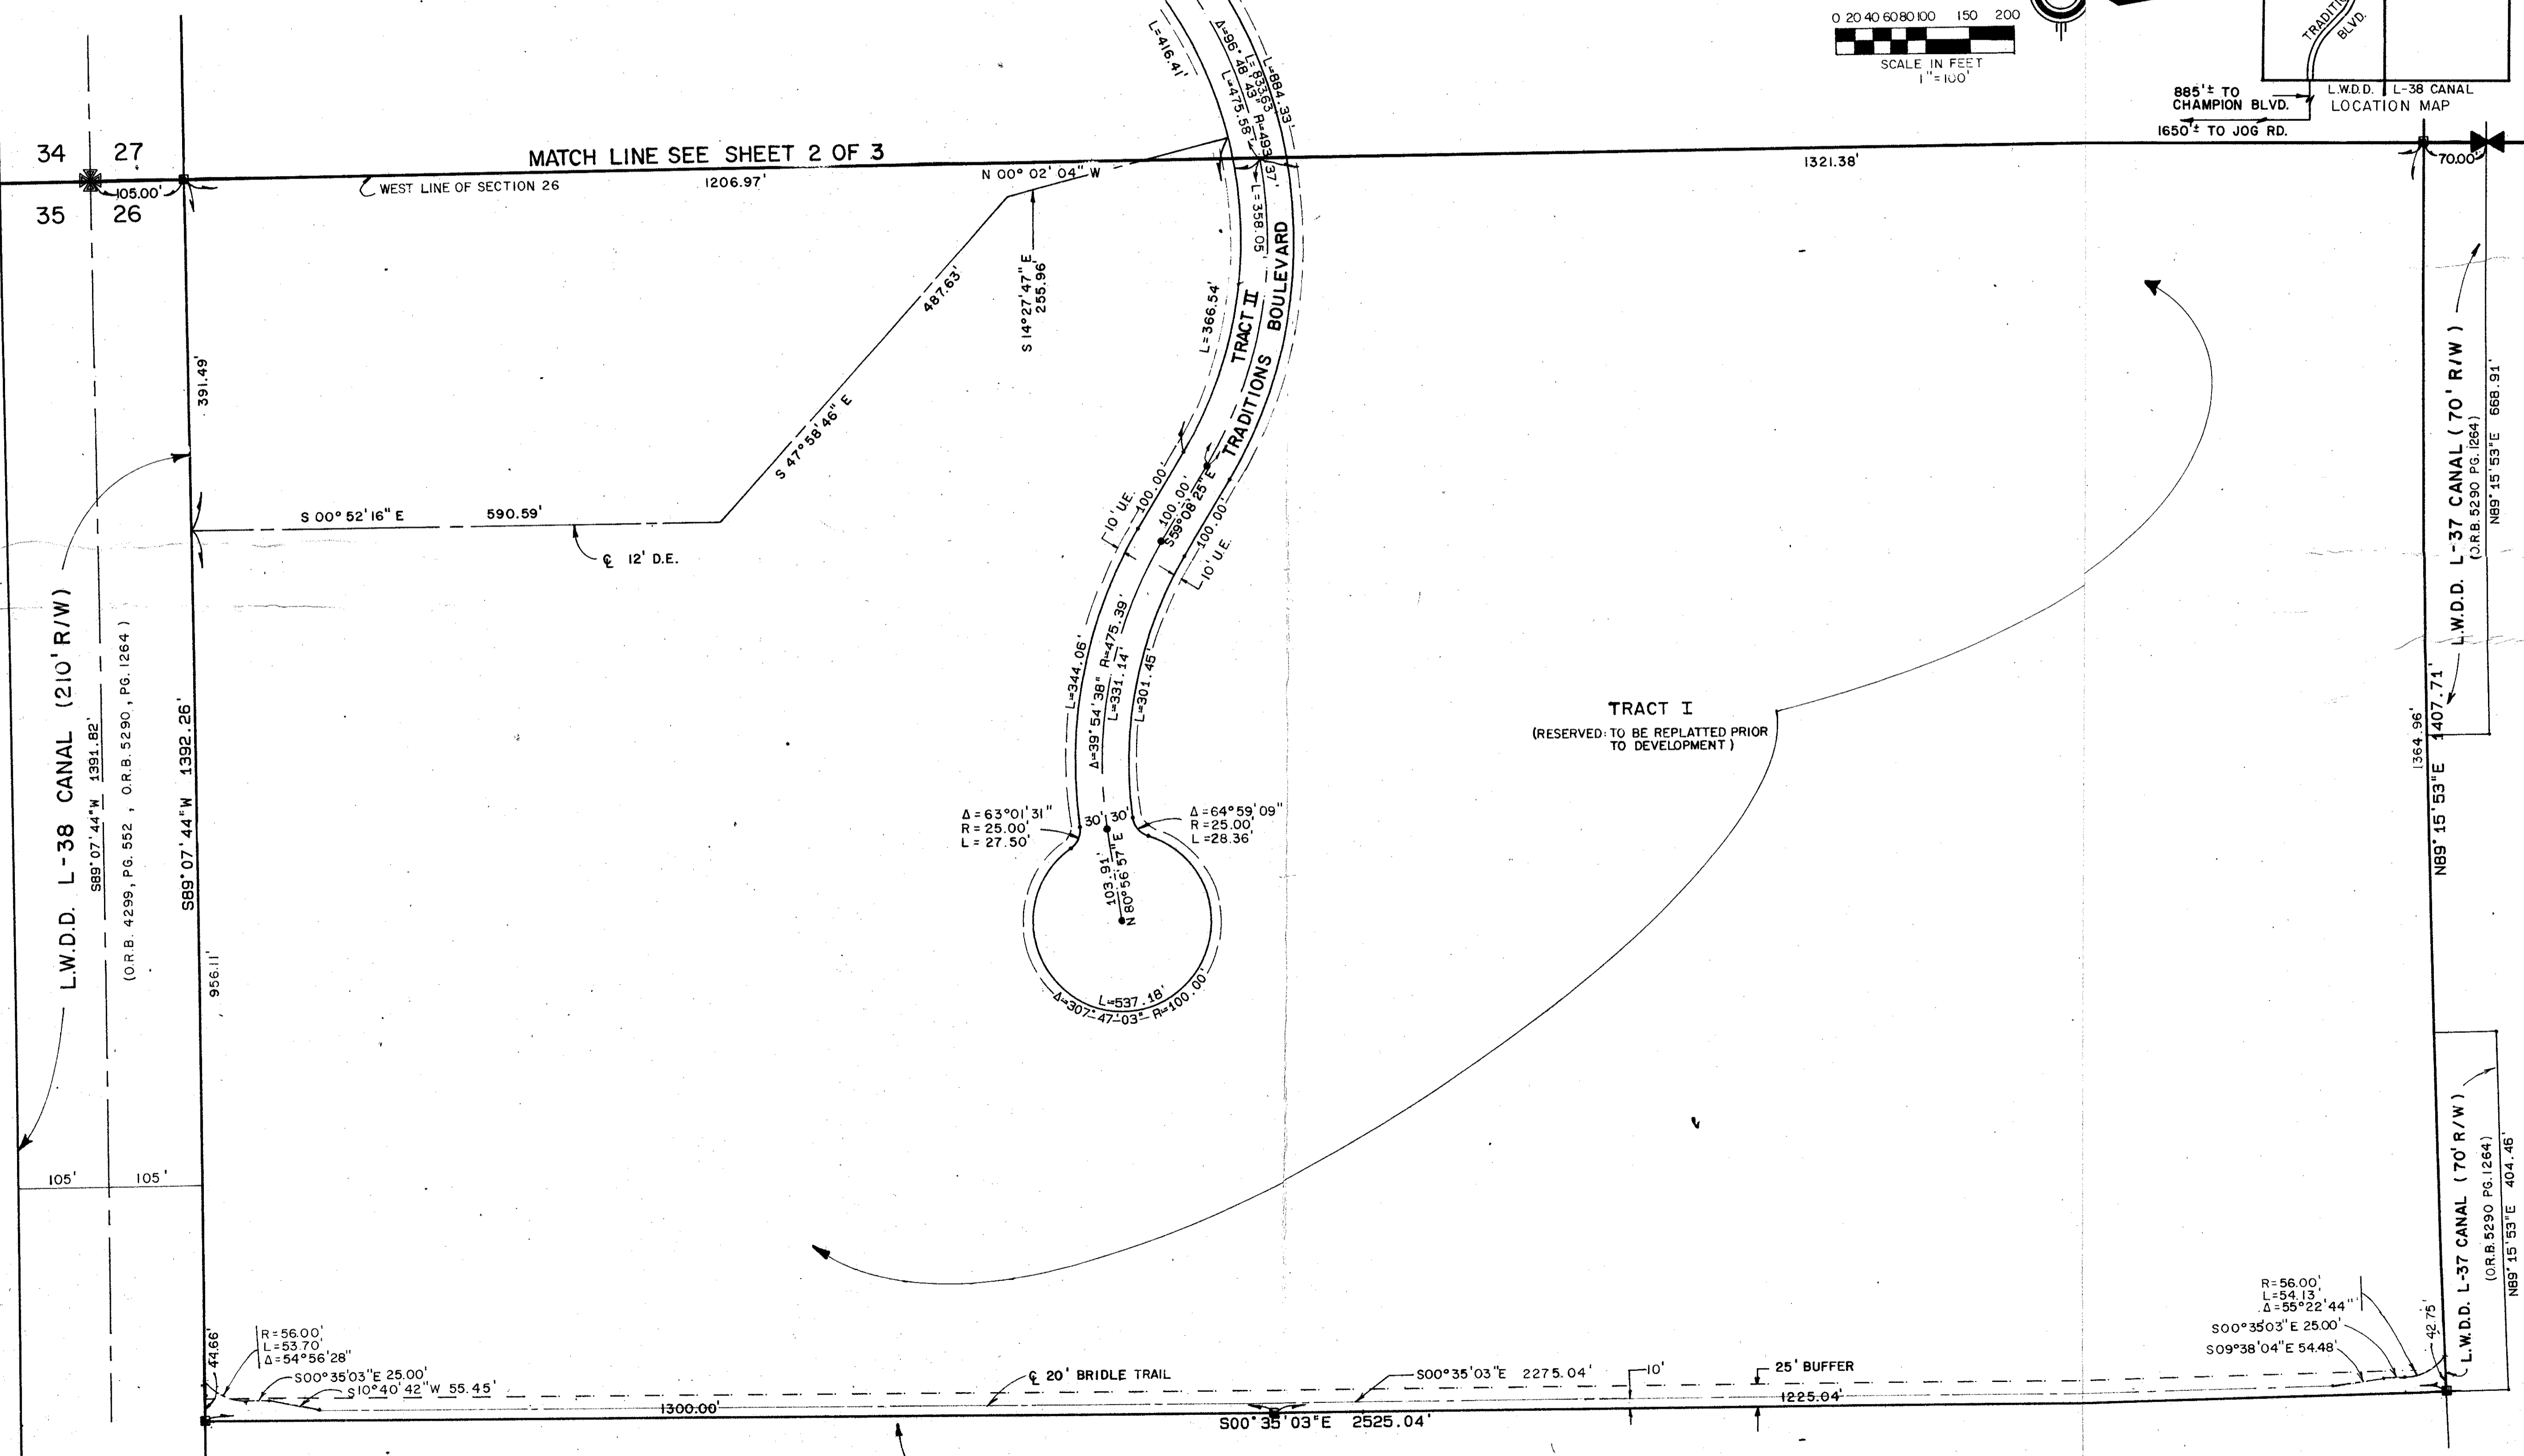 0 20 40 60 80 100 150 200
SCALE IN FEET
1"=100'
BLVD.
885'± TO
CHAMPION BLVD.
1650'± TO JOG RD.
L.W.D.D. L-38 CANAL
LOCATION MAP
34 27
35 26
105.00'
MATCH LINE SEE SHEET 2 OF 3
WEST LINE OF SECTION 26
1206.97'
N 00° 02' 04" W
1321.38'
70.00'
L=416.41'
Δ=96° 48' 43" R=493.37'
L=833.63
L=884.33'
L=475.58'
L=358.05'
L=366.54'
TRACT II
TRADITIONS BOULEVARD
S 14° 27' 47" E
255.96'
487.63'
S 47° 58' 46" E
391.49'
S 00° 52' 16" E 590.59'
℄ 12' D.E.
L.W.D.D. L-38 CANAL (210' R/W)
S89° 07' 44"W 1391.82'
(O.R.B. 4299, PG. 552 , O.R.B. 5290 , PG. 1264 )
S89° 07' 44"W 1392.26'
956.11'
105' 105'
10' U.E.
100.00'
100.00'
S59° 08' 25" E
100.00'
10' U.E.
L=344.06'
Δ=39° 54' 38" R=475.39'
L=331.14'
L=301.45'
Δ = 63° 01' 31"
R = 25.00'
L = 27.50'
30' 30'
Δ = 64° 59' 09"
R = 25.00'
L = 28.36'
103.91'
N 80° 56' 57" E
L=537.18'
Δ=307°-47-03" R=100.00'
TRACT I
(RESERVED: TO BE REPLATTED PRIOR
TO DEVELOPMENT )
L.W.D.D. L-37 CANAL ( 70' R/W )
(O.R.B. 5290 PG. 1264)
N89° 15' 53"E 668.91'
1364.96'
N89° 15' 53"E 1407.71'
L.W.D.D. L-37 CANAL ( 70' R/W )
(O.R.B. 5290 PG. 1264)
N89° 15' 53"E 404.46'
44.66'
R = 56.00'
L = 53.70'
Δ = 54° 56' 28"
S00° 35' 03" E 25.00'
S 10° 40' 42" W 55.45'
℄ 20' BRIDLE TRAIL
S00° 35' 03"E 2275.04'
10'
25' BUFFER
1300.00'
1225.04'
S00° 35' 03"E 2525.04'
R=56.00'
L=54.13'
Δ=55° 22' 44"
S00° 35' 03" E 25.00'
S09° 38' 04" E 54.48'
42.75'